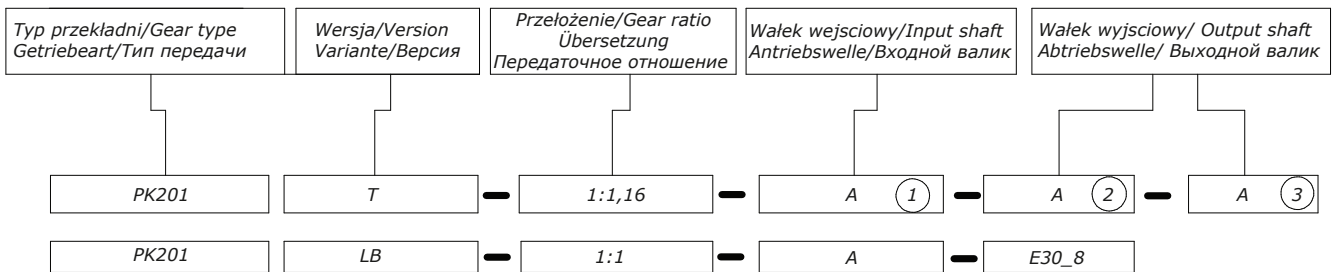 Typ przekładni/Gear type
Getriebeart/Тип передачи
Wersja/Version
Variante/Версия
Przełożenie/Gear ratio
Übersetzung
Передаточное отношение
Wałek wejsciowy/Input shaft
Antriebswelle/Входной валик
Wałek wyjsciowy/ Output shaft
Abtriebswelle/ Выходной валик
PK201 T - 1:1,16 - A 1 - A 2 - A 3
PK201 LB - 1:1 - A - E30_8